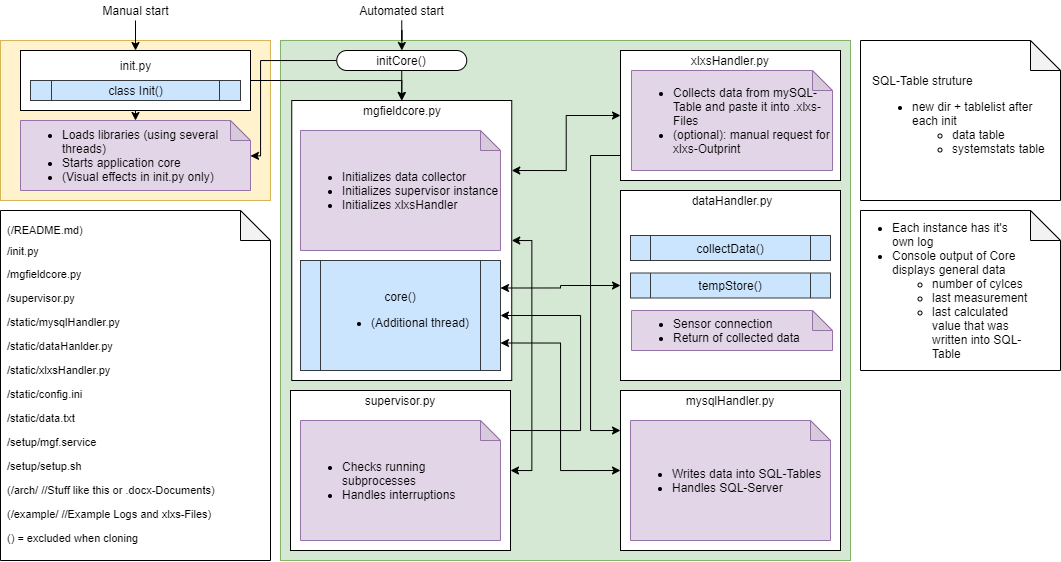 Manual start
Automated start
init.py
class Init()
Loads libraries (using several
threads)
Starts application core
(Visual effects in init.py only)
initCore()
mgfieldcore.py
Initializes data collector
Initializes supervisor instance
Initializes xlxsHandler
core()
(Additional thread)
supervisor.py
Checks running
subprocesses
Handles interruptions
xlxsHandler.py
Collects data from mySQL-
Table and paste it into .xlxs-
Files
(optional): manual request for
xlxs-Outprint
dataHandler.py
collectData()
tempStore()
Sensor connection
Return of collected data
mysqlHandler.py
Writes data into SQL-Tables
Handles SQL-Server
SQL-Table struture
new dir + tablelist after
each init
data table
systemstats table
Each instance has it's
own log
Console output of Core
displays general data
number of cylces
last measurement
last calculated
value that was
written into SQL-
Table
(/README.md)
/init.py
/mgfieldcore.py
/supervisor.py
/static/mysqlHandler.py
/static/dataHanlder.py
/static/xlxsHandler.py
/static/config.ini
/static/data.txt
/setup/mgf.service
/setup/setup.sh
(/arch/ //Stuff like this or .docx-Documents)
(/example/ //Example Logs and xlxs-Files)
() = excluded when cloning